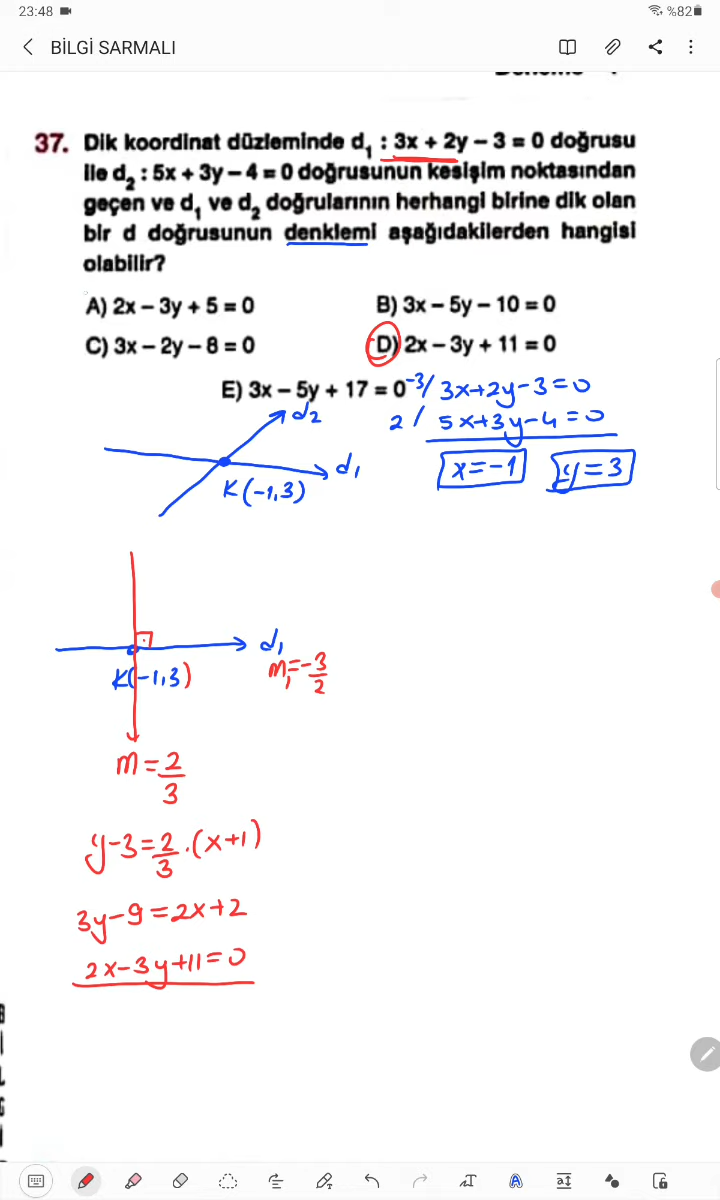 23:48 %82
BİLGİ SARMALI
37. Dik koordinat düzleminde d₁ : 3x + 2y – 3 = 0 doğrusu
ile d₂ : 5x + 3y – 4 = 0 doğrusunun kesişim noktasından
geçen ve d₁ ve d₂ doğrularının herhangi birine dik olan
bir d doğrusunun denklemi aşağıdakilerden hangisi
olabilir?
A) 2x – 3y + 5 = 0 B) 3x – 5y – 10 = 0
C) 3x – 2y – 8 = 0 D) 2x – 3y + 11 = 0
E) 3x – 5y + 17 = 0
-3/ 3x+2y-3=0
2/ 5x+3y-4=0
x=-1 y=3
d₂
d₁
K(-1,3)
d₁
K(-1,3) m₁=-3/2
m=2/3
y-3=2/3.(x+1)
3y-9=2x+2
2x-3y+11=0